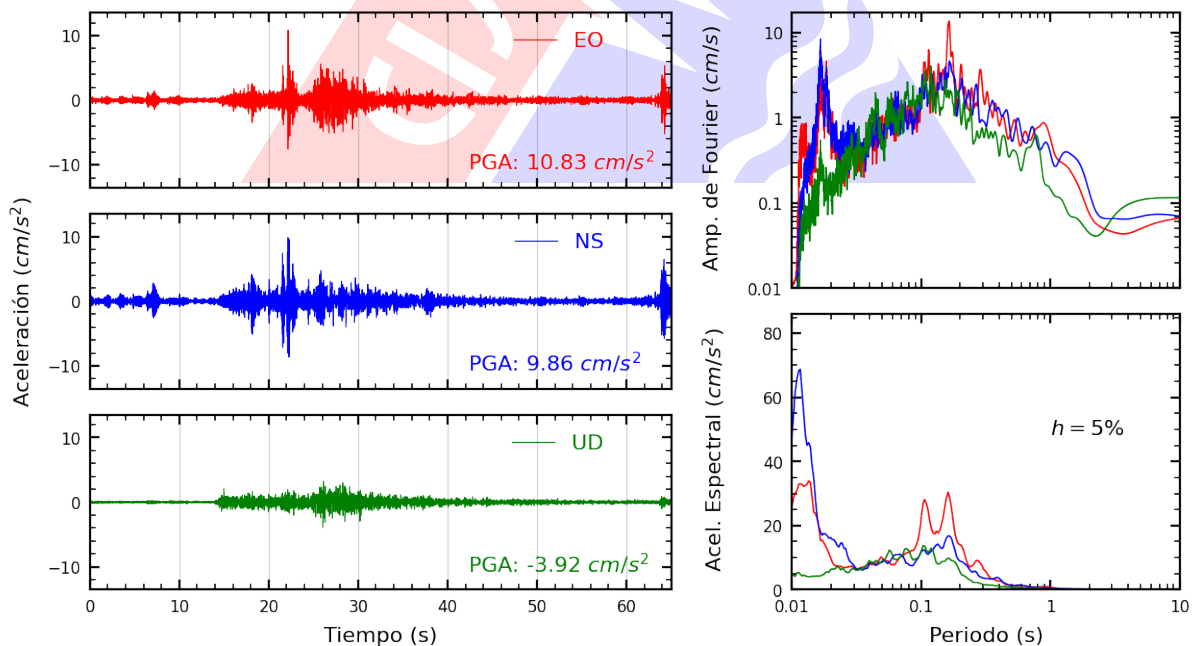 Aceleración (cm/s²)
10
0
−10
EO
PGA: 10.83 cm/s²
10
0
−10
NS
PGA: 9.86 cm/s²
10
0
−10
UD
PGA: -3.92 cm/s²
0 10 20 30 40 50 60
Tiempo (s)
Amp. de Fourier (cm/s)
10
1
0.1
0.01
Acel. Espectral (cm/s²)
80
60
40
20
0
h = 5%
0.01 0.1 1 10
Periodo (s)